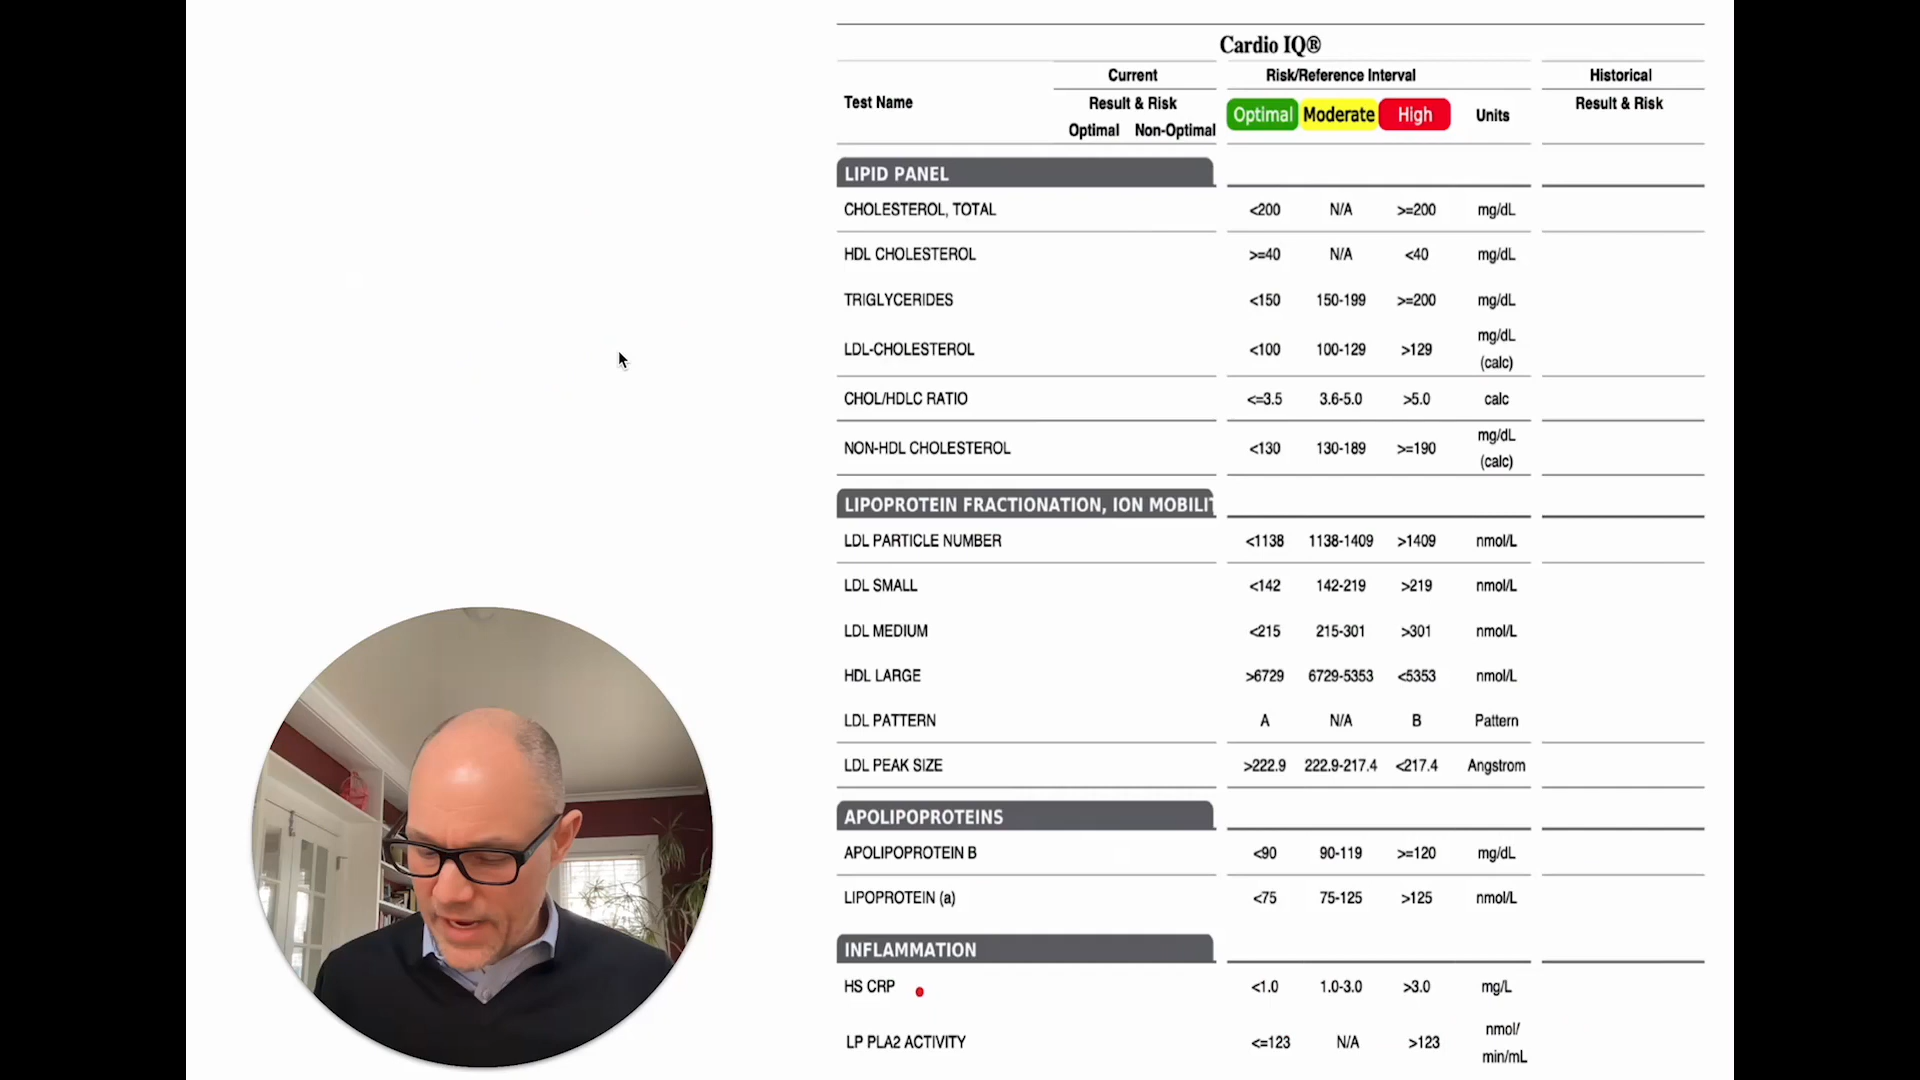 Cardio IQ®
Current Risk/Reference Interval Historical
Test Name Result & Risk Optimal Moderate High Units Result & Risk
Optimal Non-Optimal
LIPID PANEL
CHOLESTEROL, TOTAL <200 N/A >=200 mg/dL
HDL CHOLESTEROL >=40 N/A <40 mg/dL
TRIGLYCERIDES <150 150-199 >=200 mg/dL
LDL-CHOLESTEROL <100 100-129 >129 mg/dL
(calc)
CHOL/HDLC RATIO <=3.5 3.6-5.0 >5.0 calc
NON-HDL CHOLESTEROL <130 130-189 >=190 mg/dL
(calc)
LIPOPROTEIN FRACTIONATION, ION MOBILIT
LDL PARTICLE NUMBER <1138 1138-1409 >1409 nmol/L
LDL SMALL <142 142-219 >219 nmol/L
LDL MEDIUM <215 215-301 >301 nmol/L
HDL LARGE >6729 6729-5353 <5353 nmol/L
LDL PATTERN A N/A B Pattern
LDL PEAK SIZE >222.9 222.9-217.4 <217.4 Angstrom
APOLIPOPROTEINS
APOLIPOPROTEIN B <90 90-119 >=120 mg/dL
LIPOPROTEIN (a) <75 75-125 >125 nmol/L
INFLAMMATION
HS CRP <1.0 1.0-3.0 >3.0 mg/L
LP PLA2 ACTIVITY <=123 N/A >123 nmol/
min/mL